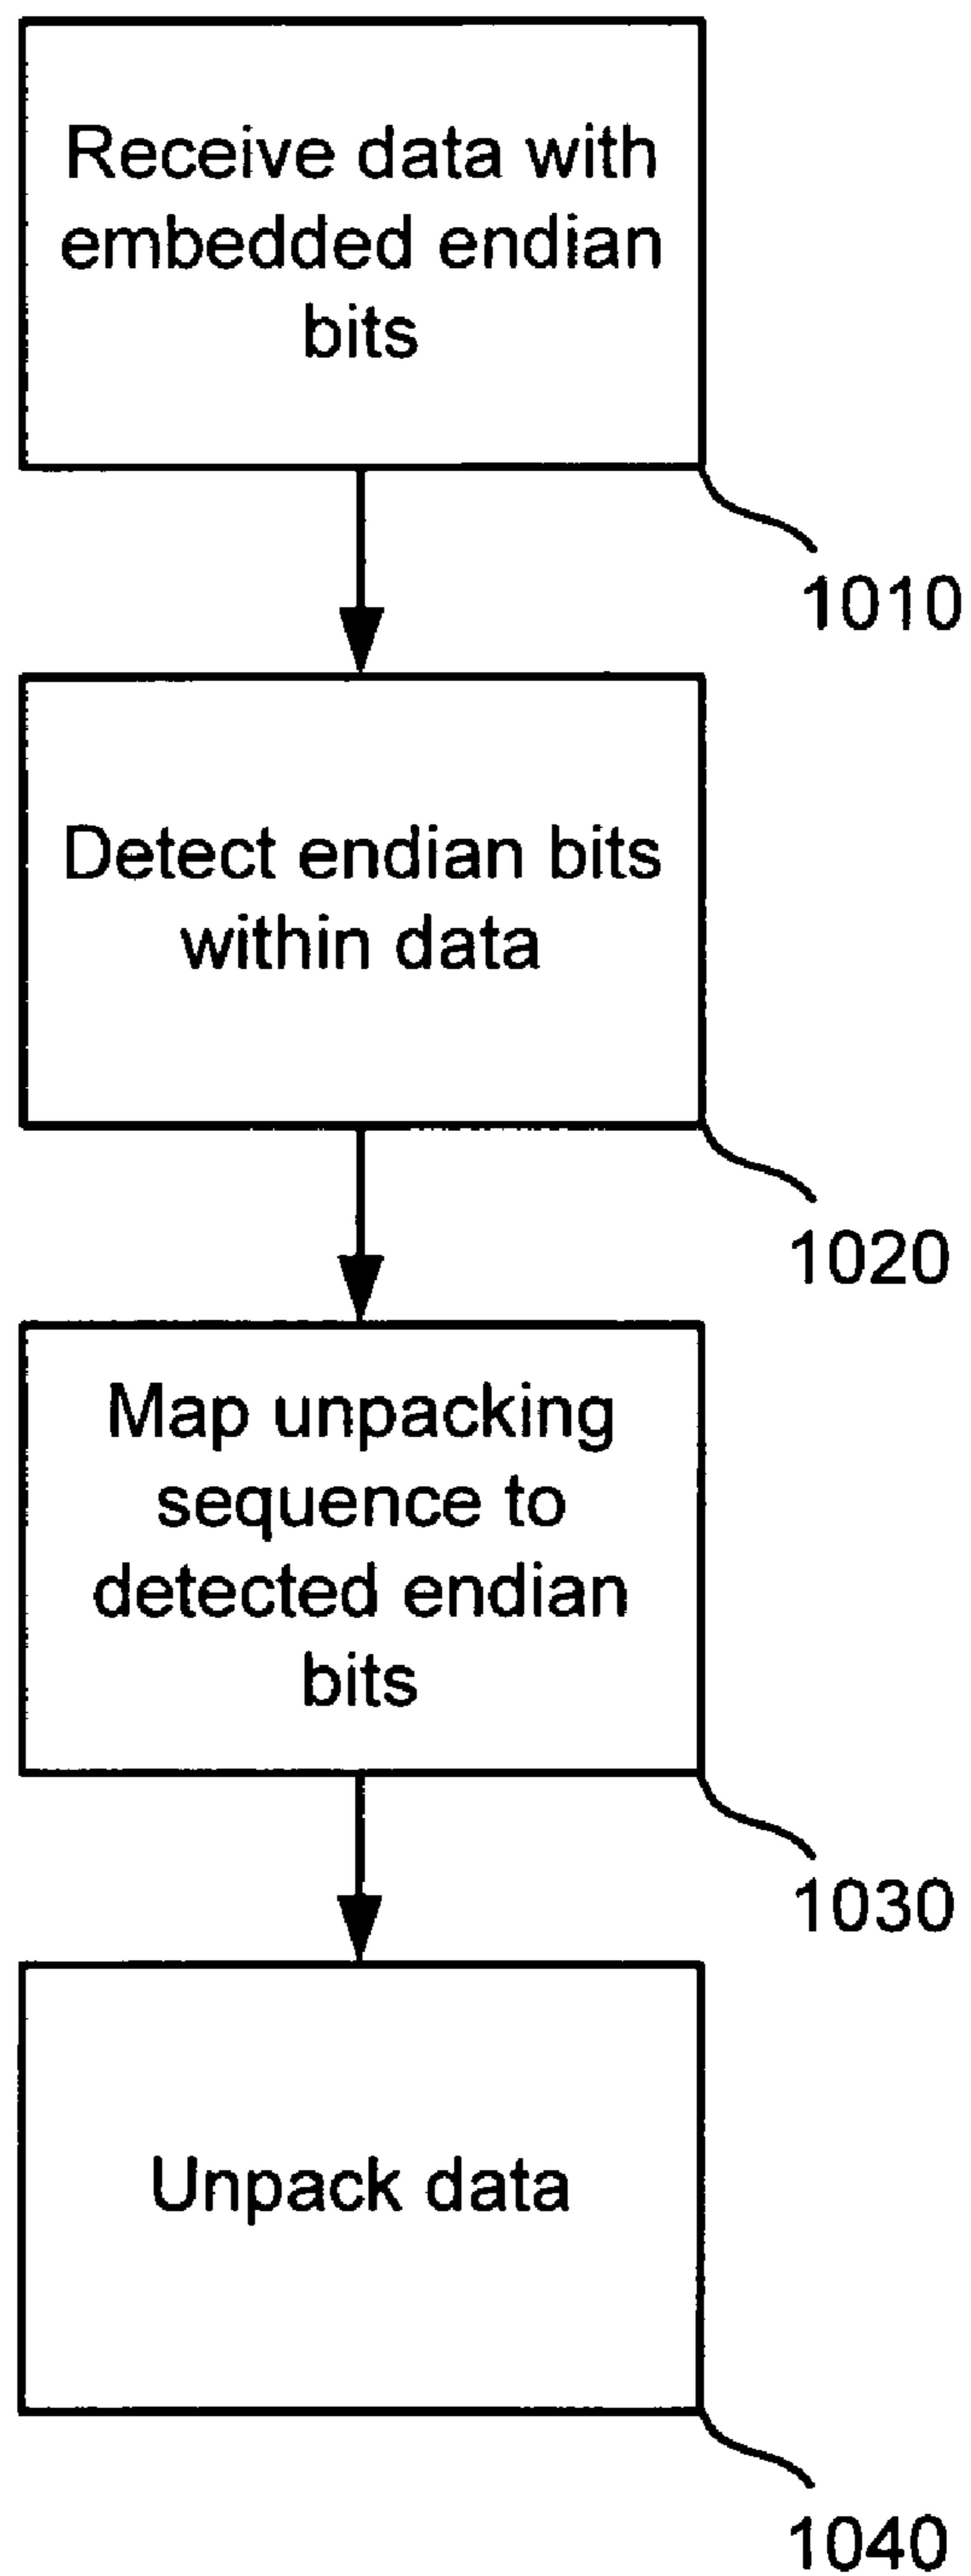 Receive data with
embedded endian
bits
1010
Detect endian bits
within data
1020
Map unpacking
sequence to
detected endian
bits
1030
Unpack data
1040